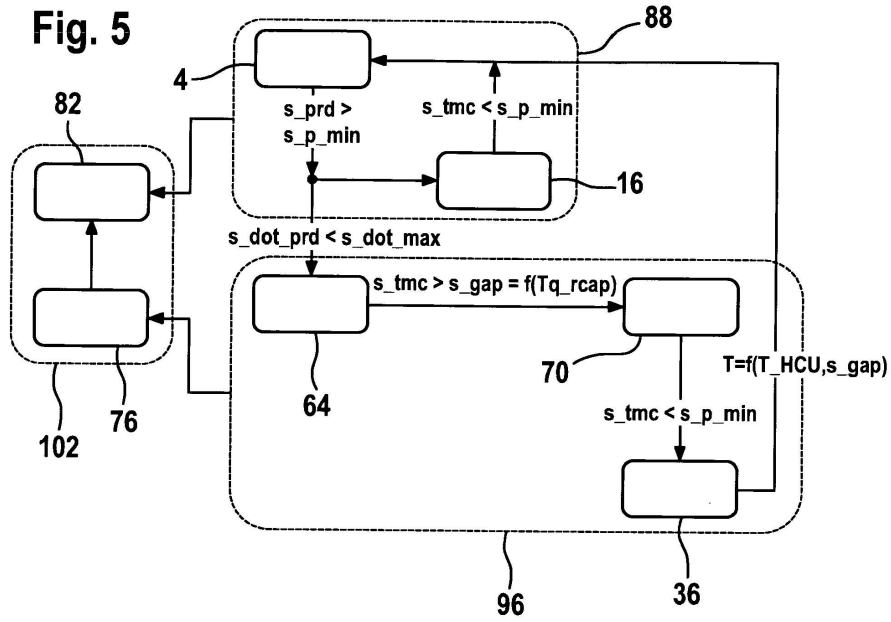 Fig. 5
88
4
s_prd >
s_p_min
s_tmc < s_p_min
82
16
s_dot_prd < s_dot_max
s_tmc > s_gap = f(Tq_rcap)
64
70
T=f(T_HCU,s_gap)
76
102
s_tmc < s_p_min
36
96